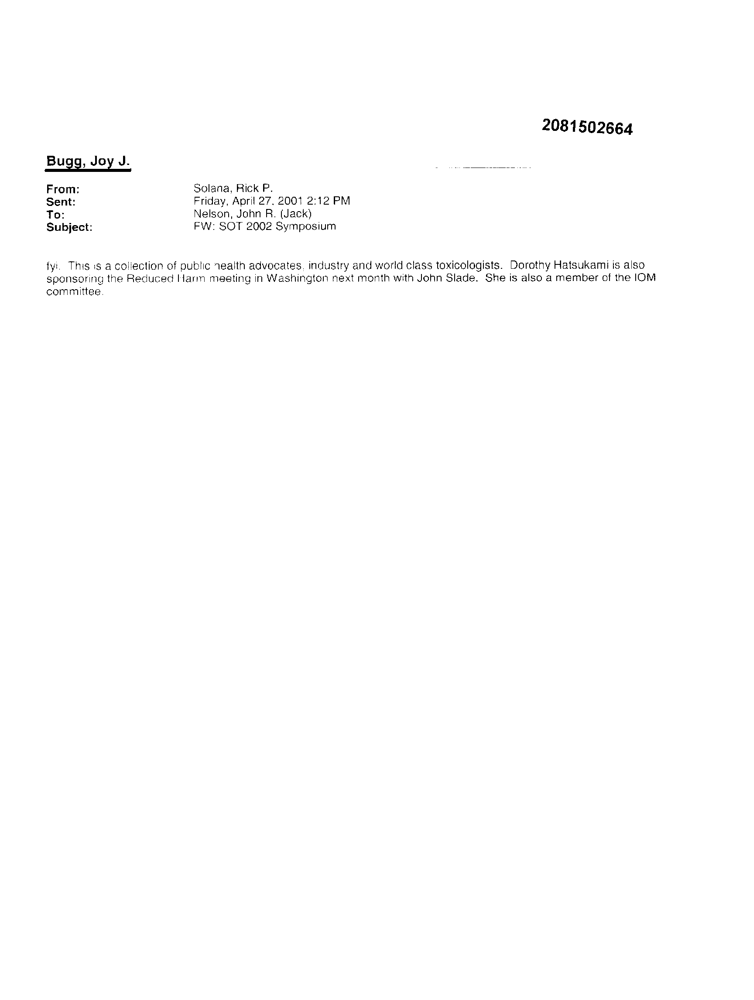 2081502664
Bugg, Joy J.
From: Solana, Rick P.
Sent: Friday, April 27, 2001 2:12 PM
To: Nelson, John R. (Jack)
Subject: FW: SOT 2002 Symposium
fyi. This is a collection of public health advocates, industry and world class toxicologists. Dorothy Hatsukami is also
sponsoring the Reduced Harm meeting in Washington next month with John Slade. She is also a member of the IOM
committee.